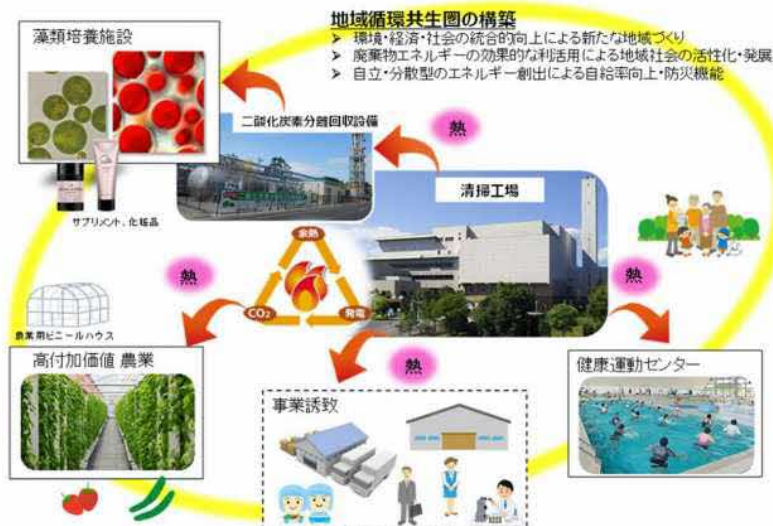 地域循環共生圏の構築
➢ 環境・経済・社会の統合的向上による新たな地域づくり
➢ 廃棄物エネルギーの効果的な利活用による地域社会の活性化・発展
➢ 自立・分散型のエネルギー創出による自給率向上・防災機能
藻類培養施設
サプリメント、化粧品
二酸化炭素分離回収設備
熱
清掃工場
余熱
CO₂
発電
熱
熱
農業用ビニールハウス
高付加価値 農業
熱
事業誘致
健康運動センター